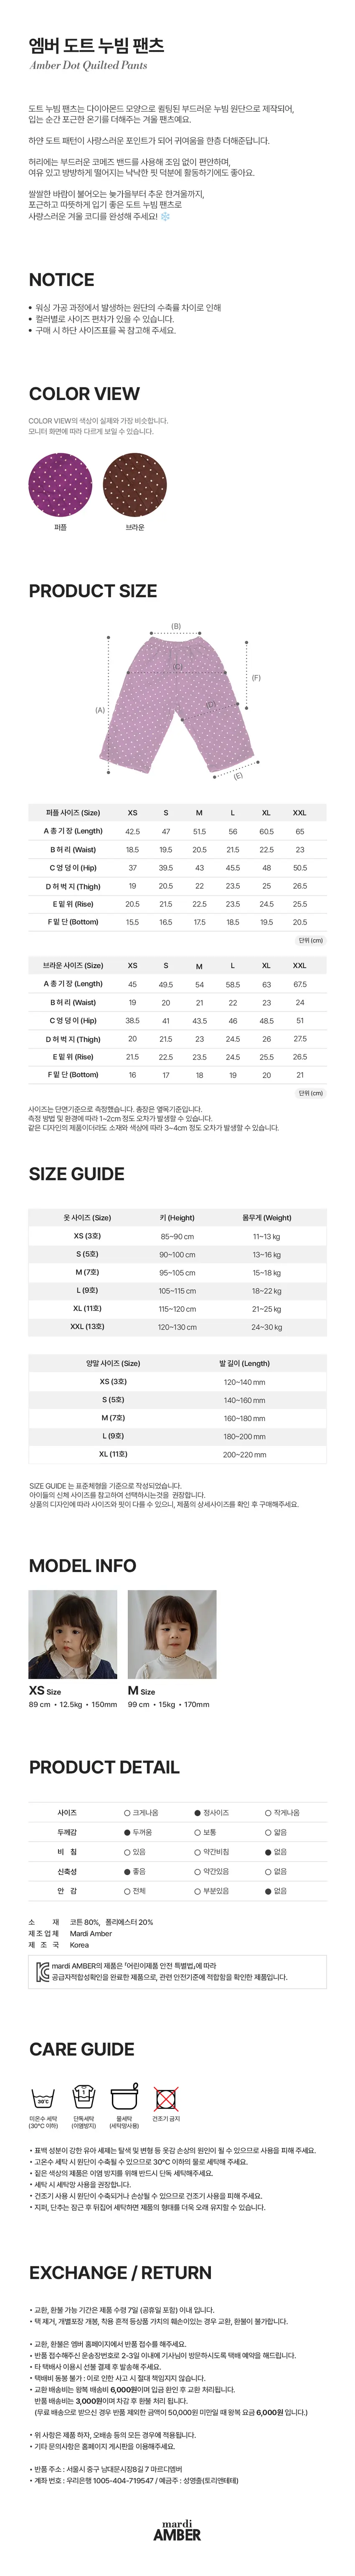 엠버 도트 누빔 팬츠
Amber Dot Quilted Pants
도트 누빔 팬츠는 다이아몬드 모양으로 퀼팅된 부드러운 누빔 원단으로 제작되어,
입는 순간 포근한 온기를 더해주는 겨울 팬츠예요.
하얀 도트 패턴이 사랑스러운 포인트가 되어 귀여움을 한층 더해준답니다.
허리에는 부드러운 코메즈 밴드를 사용해 조임 없이 편안하며,
여유 있고 방방하게 떨어지는 낙낙한 핏 덕분에 활동하기에도 좋아요.
쌀쌀한 바람이 불어오는 늦가을부터 추운 한겨울까지,
포근하고 따뜻하게 입기 좋은 도트 누빔 팬츠로
사랑스러운 겨울 코디를 완성해 주세요! ❄️
NOTICE
• 워싱 가공 과정에서 발생하는 원단의 수축률 차이로 인해
• 컬러별로 사이즈 편차가 있을 수 있습니다.
• 구매 시 하단 사이즈표를 꼭 참고해 주세요.
COLOR VIEW
COLOR VIEW의 색상이 실제와 가장 비슷합니다.
모니터 화면에 따라 다르게 보일 수 있습니다.
퍼플 브라운
PRODUCT SIZE
(B)
(C)
(F)
(A)
(D)
(E)
퍼플 사이즈 (Size) XS S M L XL XXL
A 총 기 장 (Length) 42.5 47 51.5 56 60.5 65
B 허 리 (Waist) 18.5 19.5 20.5 21.5 22.5 23
C 엉 덩 이 (Hip) 37 39.5 43 45.5 48 50.5
D 허 벅 지 (Thigh) 19 20.5 22 23.5 25 26.5
E 밑 위 (Rise) 20.5 21.5 22.5 23.5 24.5 25.5
F 밑 단 (Bottom) 15.5 16.5 17.5 18.5 19.5 20.5
단위 (cm)
브라운 사이즈 (Size) XS S M L XL XXL
A 총 기 장 (Length) 45 49.5 54 58.5 63 67.5
B 허 리 (Waist) 19 20 21 22 23 24
C 엉 덩 이 (Hip) 38.5 41 43.5 46 48.5 51
D 허 벅 지 (Thigh) 20 21.5 23 24.5 26 27.5
E 밑 위 (Rise) 21.5 22.5 23.5 24.5 25.5 26.5
F 밑 단 (Bottom) 16 17 18 19 20 21
단위 (cm)
사이즈는 단면기준으로 측정했습니다. 총장은 옆목기준입니다.
측정 방법 및 환경에 따라 1~2cm 정도 오차가 발생할 수 있습니다.
같은 디자인의 제품이더라도 소재와 색상에 따라 3~4cm 정도 오차가 발생할 수 있습니다.
SIZE GUIDE
옷 사이즈 (Size) 키 (Height) 몸무게 (Weight)
XS (3호) 85~90 cm 11~13 kg
S (5호) 90~100 cm 13~16 kg
M (7호) 95~105 cm 15~18 kg
L (9호) 105~115 cm 18~22 kg
XL (11호) 115~120 cm 21~25 kg
XXL (13호) 120~130 cm 24~30 kg
양말 사이즈 (Size) 발 길이 (Length)
XS (3호) 120~140 mm
S (5호) 140~160 mm
M (7호) 160~180 mm
L (9호) 180~200 mm
XL (11호) 200~220 mm
SIZE GUIDE 는 표준체형을 기준으로 작성되었습니다.
아이들의 신체 사이즈를 참고하여 선택하시는것을 권장합니다.
상품의 디자인에 따라 사이즈와 핏이 다를 수 있으니, 제품의 상세사이즈를 확인 후 구매해주세요.
MODEL INFO
XS Size M Size
89 cm • 12.5kg • 150mm 99 cm • 15kg • 170mm
PRODUCT DETAIL
사이즈 ○ 크게나옴 ● 정사이즈 ○ 작게나옴
두께감 ● 두꺼움 ○ 보통 ○ 얇음
비 침 ○ 있음 ○ 약간비침 ● 없음
신축성 ● 좋음 ○ 약간있음 ○ 없음
안 감 ○ 전체 ○ 부분있음 ● 없음
소 재 코튼 80%, 폴리에스터 20%
제 조 업 체 Mardi Amber
제 조 국 Korea
mardi AMBER의 제품은 「어린이제품 안전 특별법」에 따라
공급자적합성확인을 완료한 제품으로, 관련 안전기준에 적합함을 확인한 제품입니다.
CARE GUIDE
30°C
미온수 세탁 단독세탁 울세탁 건조기 금지
(30°C 이하) (이염방지) (세탁망사용)
• 표백 성분이 강한 유아 세제는 탈색 및 변형 등 옷감 손상의 원인이 될 수 있으므로 사용을 피해 주세요.
• 고온수 세탁 시 원단이 수축될 수 있으므로 30°C 이하의 물로 세탁해 주세요.
• 짙은 색상의 제품은 이염 방지를 위해 반드시 단독 세탁해주세요.
• 세탁 시 세탁망 사용을 권장합니다.
• 건조기 사용 시 원단이 수축되거나 손상될 수 있으므로 건조기 사용을 피해 주세요.
• 지퍼, 단추는 잠근 후 뒤집어 세탁하면 제품의 형태를 더욱 오래 유지할 수 있습니다.
EXCHANGE / RETURN
• 교환, 환불 가능 기간은 제품 수령 7일 (공휴일 포함) 이내 입니다.
• 택 제거, 개별포장 개봉, 착용 흔적 등상품 가치의 훼손이있는 경우 교환, 환불이 불가합니다.
• 교환, 환불은 엠버 홈페이지에서 반품 접수를 해주세요.
• 반품 접수해주신 운송장번호로 2-3일 이내에 기사님이 방문하시도록 택배 예약을 해드립니다.
• 타 택배사 이용시 선불 결제 후 발송해 주세요.
• 택배비 동봉 불가 : 이로 인한 사고 시 절대 책임지지 않습니다.
• 교환 배송비는 왕복 배송비 6,000원이며 입금 확인 후 교환 처리됩니다.
반품 배송비는 3,000원이며 차감 후 환불 처리 됩니다.
(무료 배송으로 받으신 경우 반품 제외한 금액이 50,000원 미만일 때 왕복 요금 6,000원 입니다.)
• 위 사항은 제품 하자, 오배송 등의 모든 경우에 적용됩니다.
• 기타 문의사항은 홈페이지 게시판을 이용해주세요.
• 반품 주소 : 서울시 중구 남대문시장8길 7 마르디엠버
• 계좌 번호 : 우리은행 1005-404-719547 / 예금주 : 성영출(토리앤테테)
mardi
AMBER